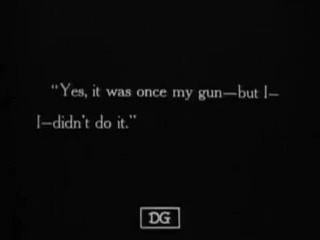 "Yes, it was once my gun—but I—
I—didn't do it."
DG